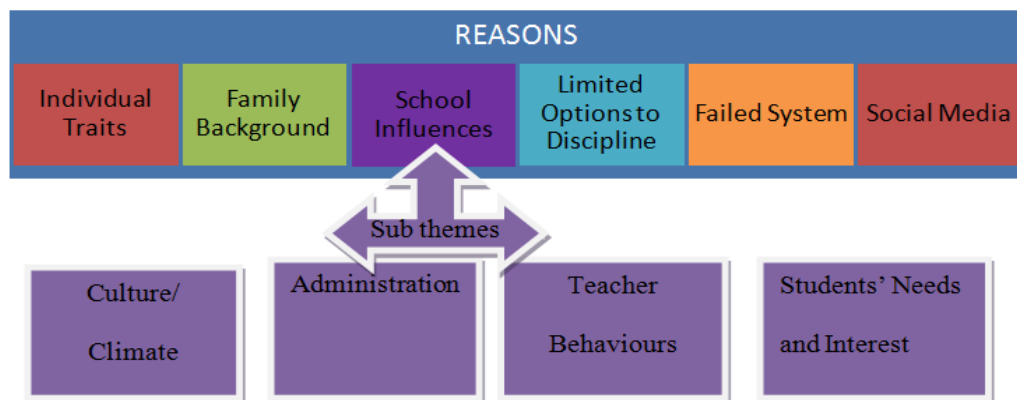 REASONS
Individual
Traits
Family
Background
School
Influences
Limited
Options to
Discipline
Failed System
Social Media
Sub themes
Culture/
Climate
Administration
Teacher
Behaviours
Students’ Needs
and Interest